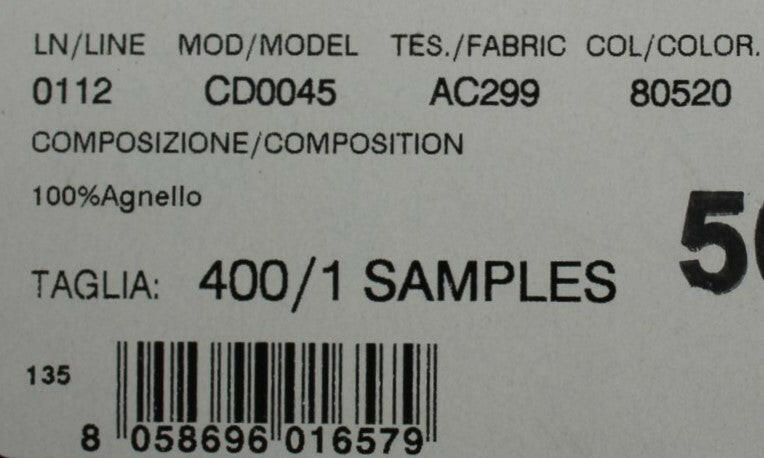 LN/LINE MOD/MODEL TES./FABRIC COL/COLOR.
0112 CD0045 AC299 80520
COMPOSIZIONE/COMPOSITION
100%Agnello
TAGLIA: 400/1 SAMPLES
135
8 058696 016579